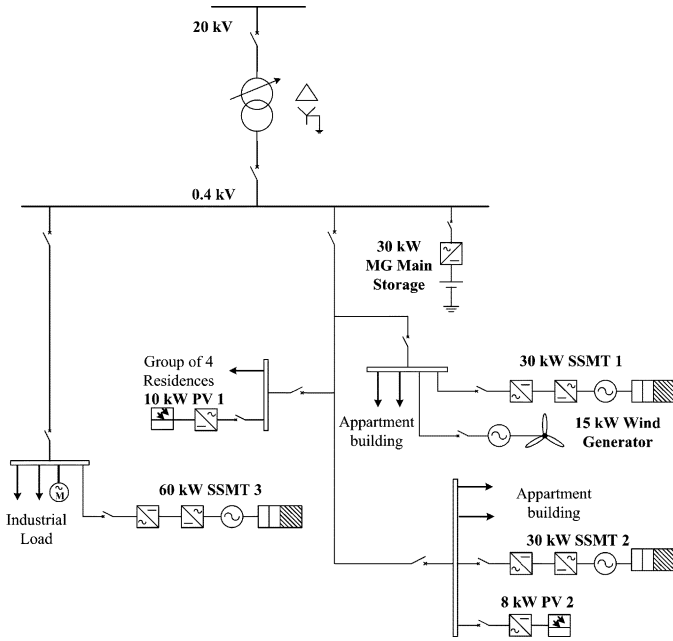 20 kV
0.4 kV
30 kW
MG Main
Storage
Group of 4
Residences
10 kW PV 1
30 kW SSMT 1
Appartment
building
15 kW Wind
Generator
M
60 kW SSMT 3
Industrial
Load
Appartment
building
30 kW SSMT 2
8 kW PV 2